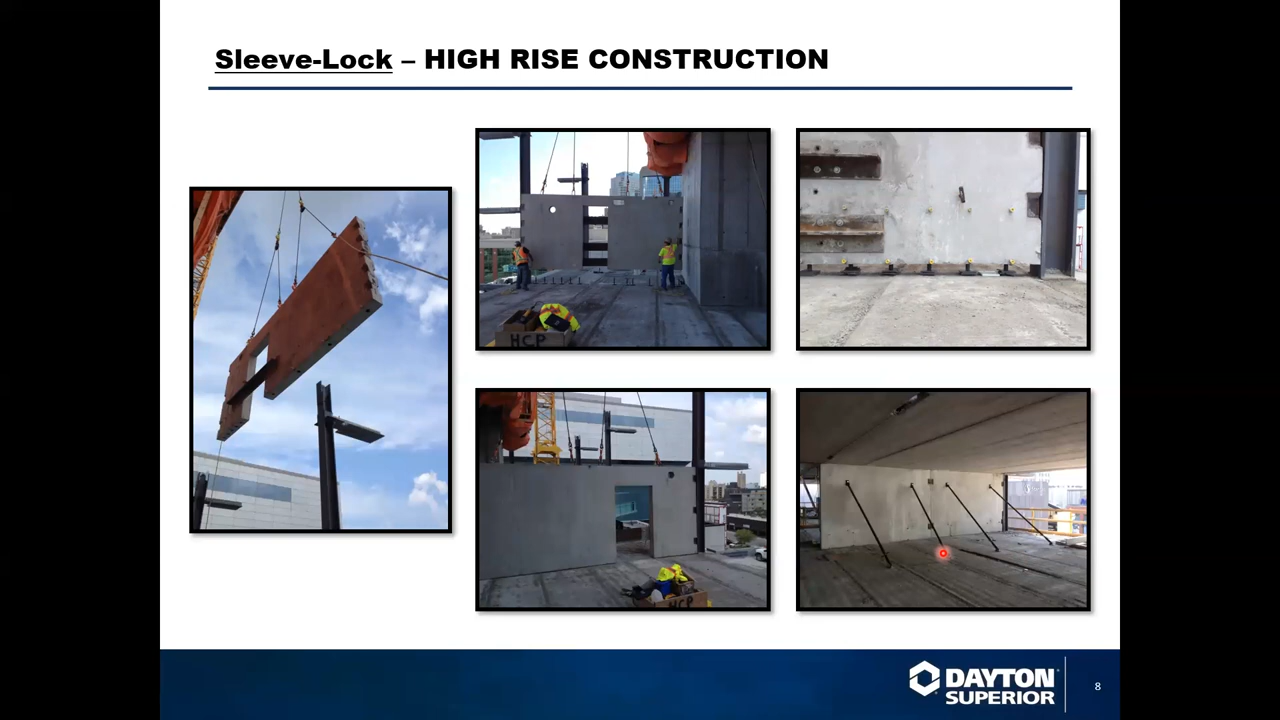 Sleeve-Lock – HIGH RISE CONSTRUCTION
HCP
HCP
DAYTON
SUPERIOR
8